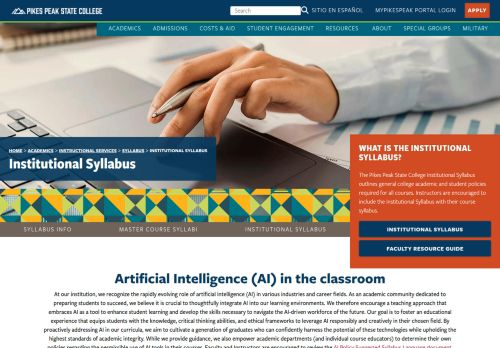 PIKES PEAK STATE COLLEGE
Search
SITIO EN ESPAÑOL
MYPIKESPEAK PORTAL LOGIN
APPLY
ACADEMICS ADMISSIONS COSTS & AID STUDENT ENGAGEMENT RESOURCES ABOUT SPECIAL GROUPS MILITARY
HOME > ACADEMICS > INSTRUCTIONAL SERVICES > SYLLABUS > INSTITUTIONAL SYLLABUS
Institutional Syllabus
WHAT IS THE INSTITUTIONAL
SYLLABUS?
The Pikes Peak State College Institutional Syllabus
outlines general college academic and student policies
required for all courses. Instructors are encouraged to
include the Institutional Syllabus with their course
syllabus.
INSTITUTIONAL SYLLABUS
FACULTY RESOURCE GUIDE
SYLLABUS INFO MASTER COURSE SYLLABI INSTITUTIONAL SYLLABUS
Artificial Intelligence (AI) in the classroom
At our institution, we recognize the rapidly evolving role of artificial intelligence (AI) in various industries and career fields. As an academic community dedicated to
preparing students to succeed, we believe it is crucial to thoughtfully integrate AI into our learning environments. We therefore encourage a teaching approach that
embraces AI as a tool to enhance student learning and develop the skills necessary to navigate the AI-driven workforce of the future. Our goal is to foster an educational
experience that equips students with the knowledge, critical thinking abilities, and ethical frameworks to leverage AI responsibly and creatively in their chosen field. By
proactively addressing AI in our curricula, we aim to cultivate a generation of graduates who can confidently harness the potential of these technologies while upholding the
highest standards of academic integrity. While we provide guidance, we also empower academic departments (and individual course educators) to determine their own
policies regarding the permissible use of AI tools in their courses. Faculty and Instructors are encouraged to review the AI Policy Suggested Syllabus Language document